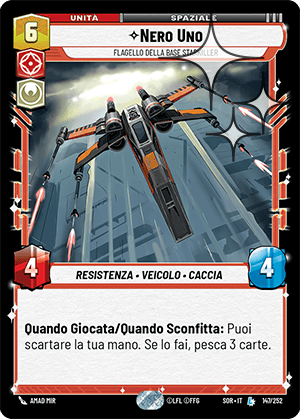 UNITÀ
SPAZIALE
6
NERO UNO
FLAGELLO DELLA BASE STARKILLER
4
4
RESISTENZA • VEICOLO • CACCIA
Quando Giocata/Quando Sconfitta: Puoi
scartare la tua mano. Se lo fai, pesca 3 carte.
AMAD MIR
©LFL ©FFG
SOR • IT
147/252